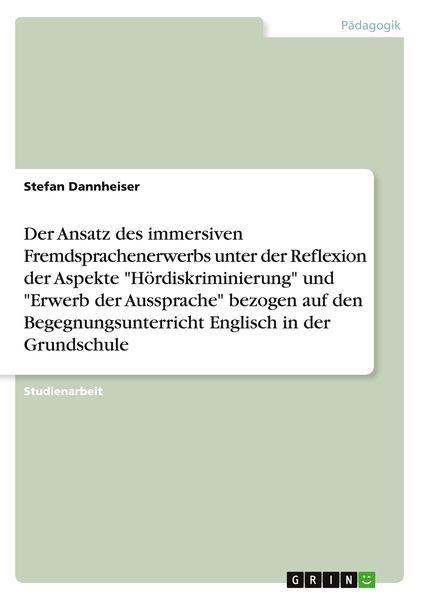 Pädagogik
Stefan Dannheiser
Der Ansatz des immersiven
Fremdsprachenerwerbs unter der Reflexion
der Aspekte "Hördiskriminierung" und
"Erwerb der Aussprache" bezogen auf den
Begegnungsunterricht Englisch in der
Grundschule
Studienarbeit
GRIN